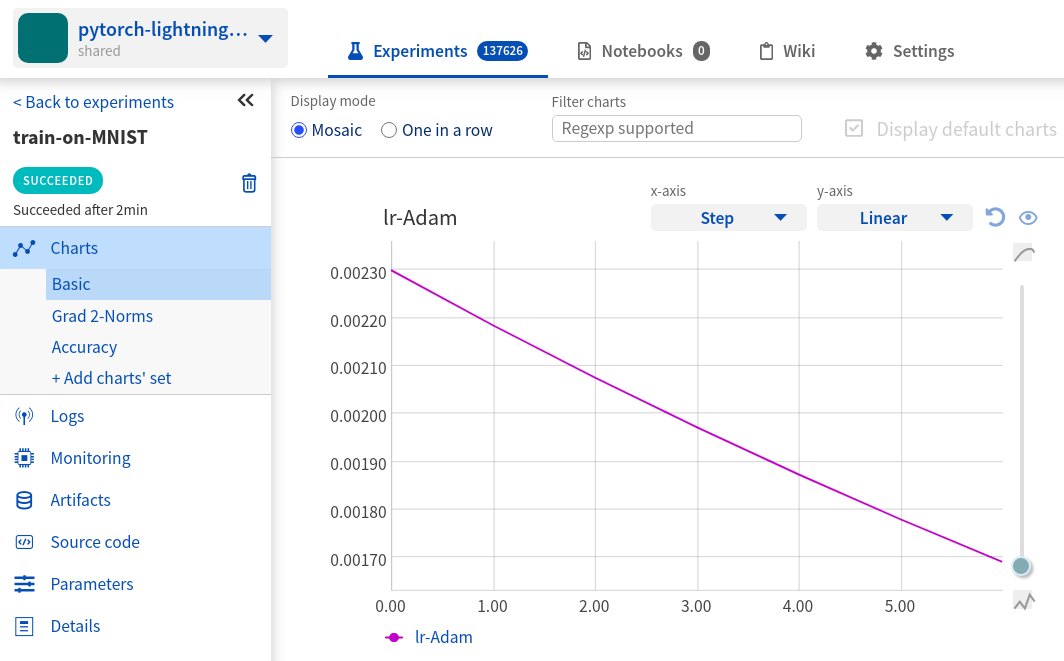 pytorch-lightning...
shared
Experiments 137626
Notebooks 0
Wiki
Settings
< Back to experiments
train-on-MNIST
SUCCEEDED
Succeeded after 2min
Charts
Basic
Grad 2-Norms
Accuracy
+ Add charts' set
Logs
Monitoring
Artifacts
Source code
Parameters
Details
Display mode
Mosaic
One in a row
Filter charts
Regexp supported
Display default charts
lr-Adam
x-axis
Step
y-axis
Linear
0.00230
0.00220
0.00210
0.00200
0.00190
0.00180
0.00170
0.00 1.00 2.00 3.00 4.00 5.00
lr-Adam